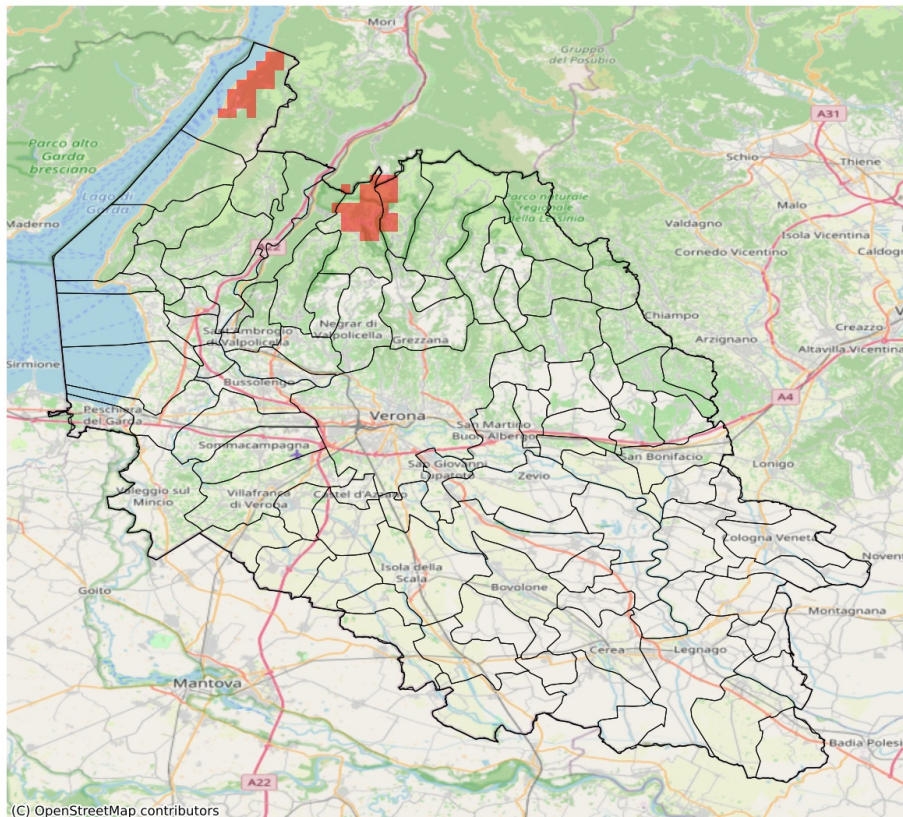 Mori
Gruppo
del Pasubio
A31
Schio
Thiene
Parco alto
Garda
bresciano
Lago di
Garda
Maderno
Parco naturale
regionale
della Lessinia
Malo
Valdagno
Isola Vicentina
Cornedo Vicentino
A22
Chiampo
Sant'Ambrogio
di Valpolicella
Negrar di
Valpolicella
Grezzana
Arzignano
Creazzo
Altavilla Vicentina
Sirmione
Bussolengo
A4
Peschiera
del Garda
Verona
San Martino
Buon Albergo
Sommacampagna
San Bonifacio
Lonigo
San Giovanni
Lupatoto
Zevio
Valeggio sul
Mincio
Villafranca
di Verona
Castel d'Azzano
Cologna Veneta
Isola della
Scala
Goito
Bovolone
Montagnana
Cerea
Legnago
Mantova
A22
(C) OpenStreetMap contributors